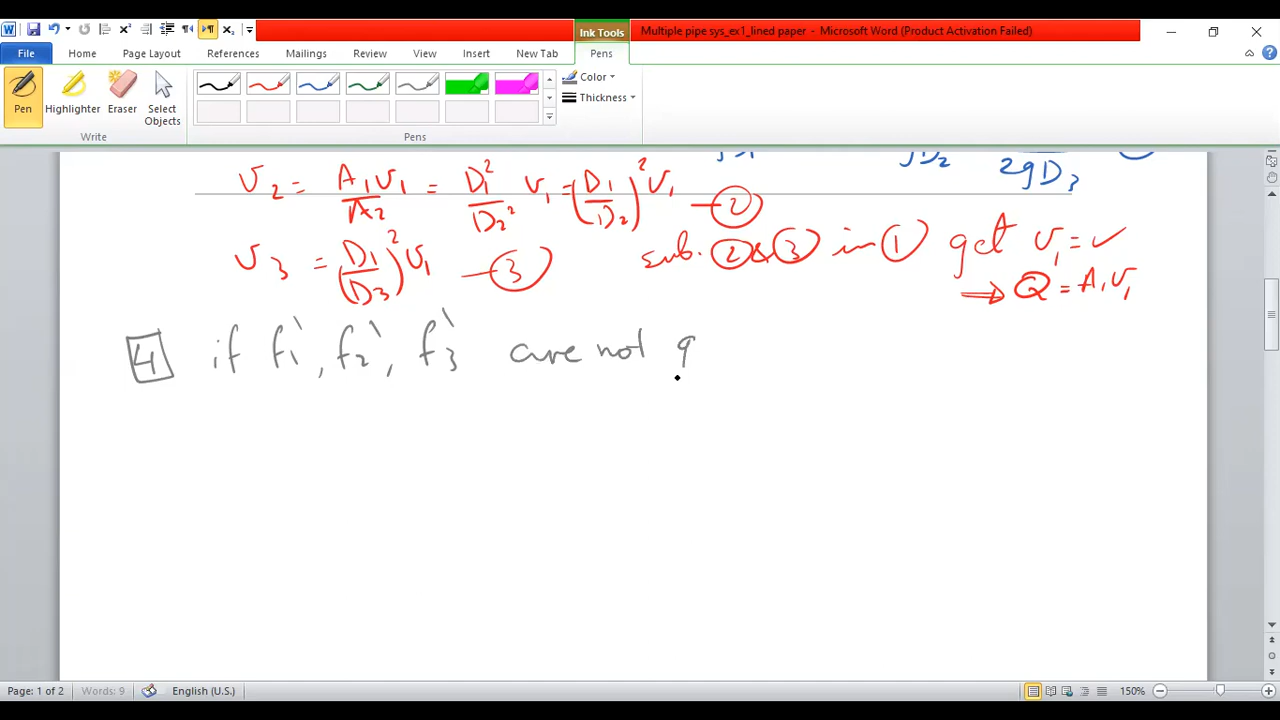 Ink Tools
Multiple pipe sys_ex1_lined paper - Microsoft Word (Product Activation Failed)
File Home Page Layout References Mailings Review View Insert New Tab Pens
Pen Highlighter Eraser Select Objects
Color
Thickness
Write Pens
2gD₃
V₂ = A₁V₁/A₂ = D₁²/D₂² V₁ = (D₁/D₂)² V₁ — ②
V₃ = (D₁/D₃)² V₁ — ③
sub. ② & ③ in ① get V₁ = ✓
⇒ Q = A₁V₁
4 if f₁`, f₂`, f₃` are not g
Page: 1 of 2 Words: 9 English (U.S.) 150%